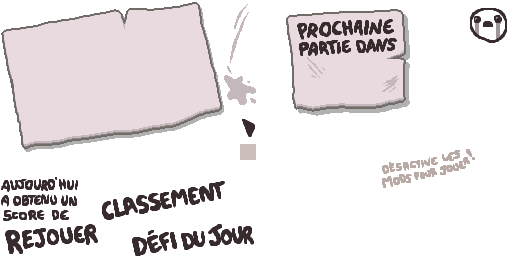 PROCHAINE
PARTIE DANS
DÉSACTIVE LES
MODS POUR JOUER !
AUJOURD'HUI
A OBTENU UN
SCORE DE
REJOUER
CLASSEMENT
DÉFI DU JOUR